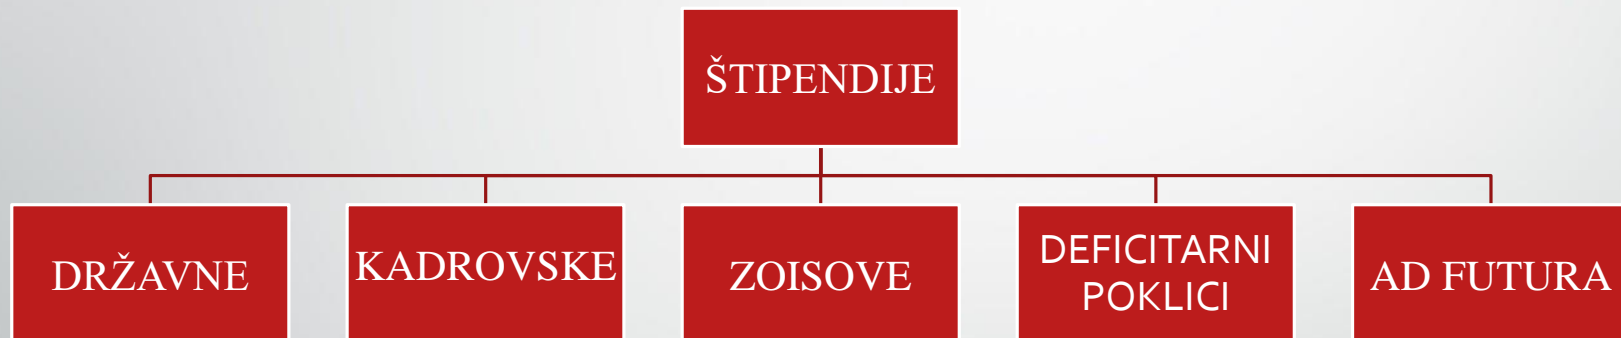 ŠTIPENDIJE
DRŽAVNE
KADROVSKE
ZOISOVE
DEFICITARNI
POKLICI
AD FUTURA